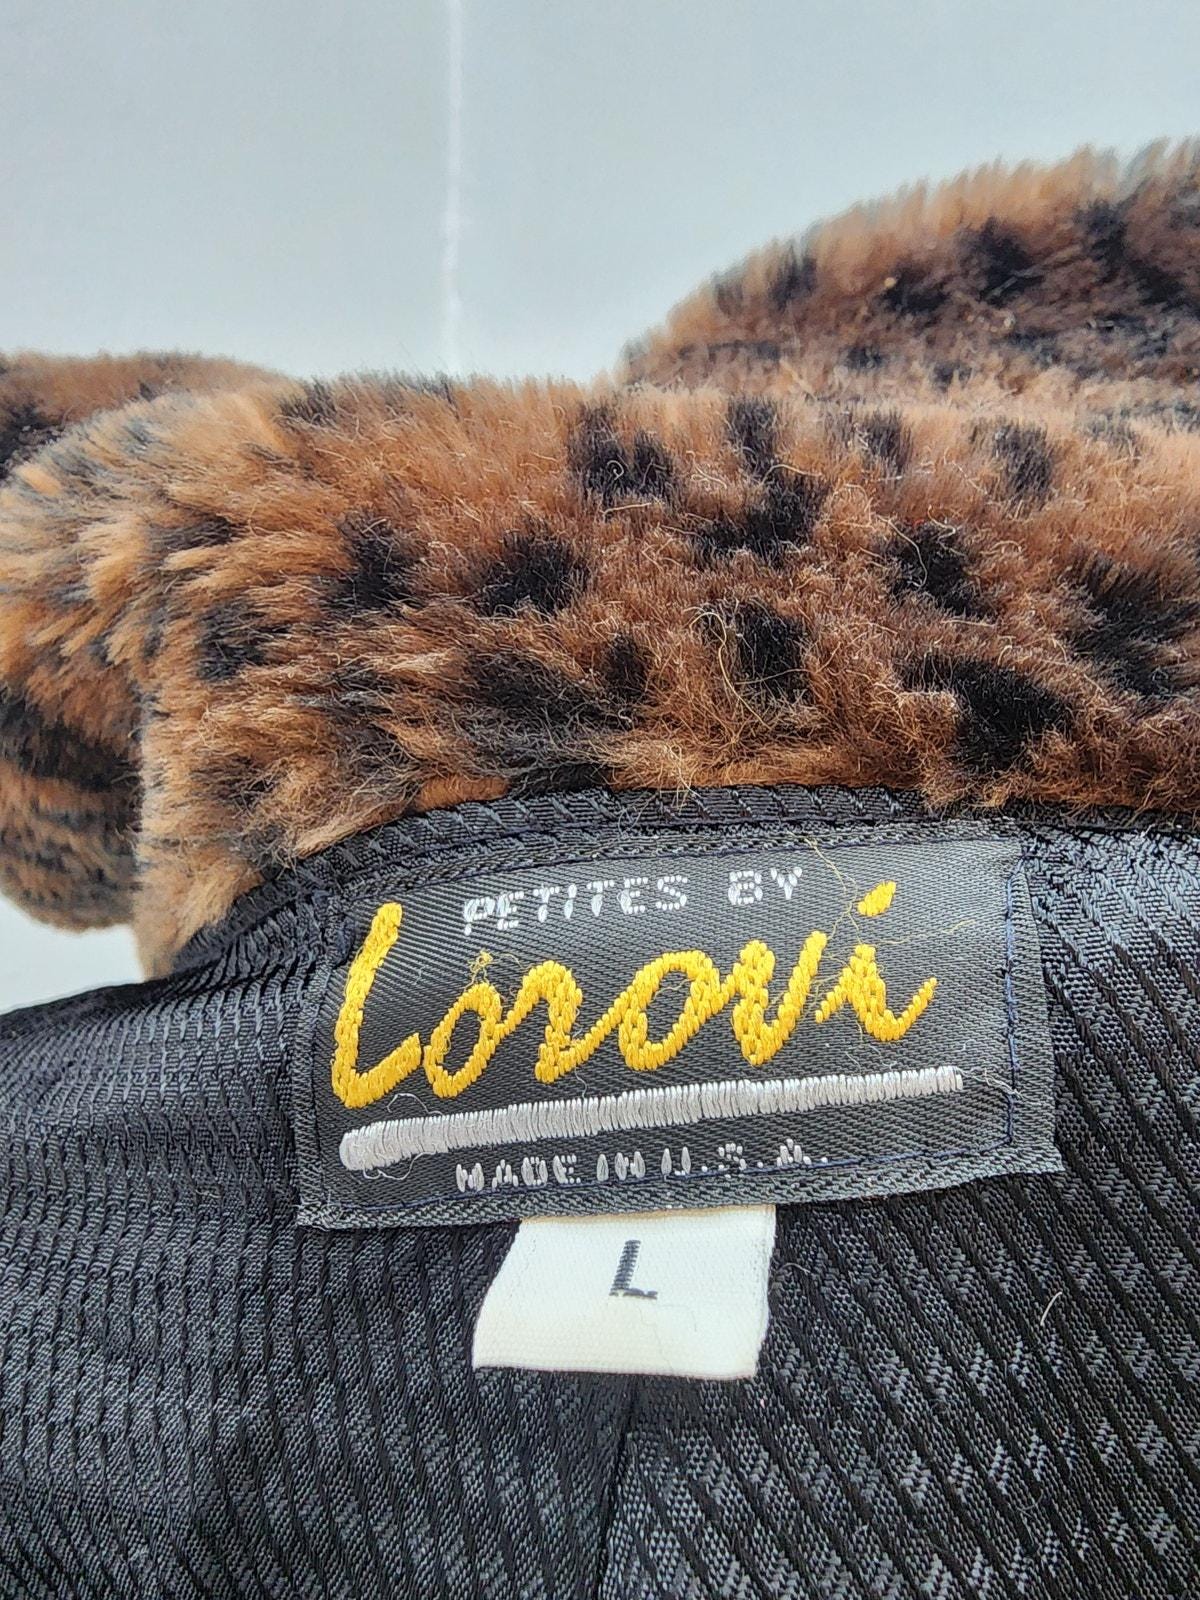 PETITES BY
Lorovi
MADE IN U.S.A.
L